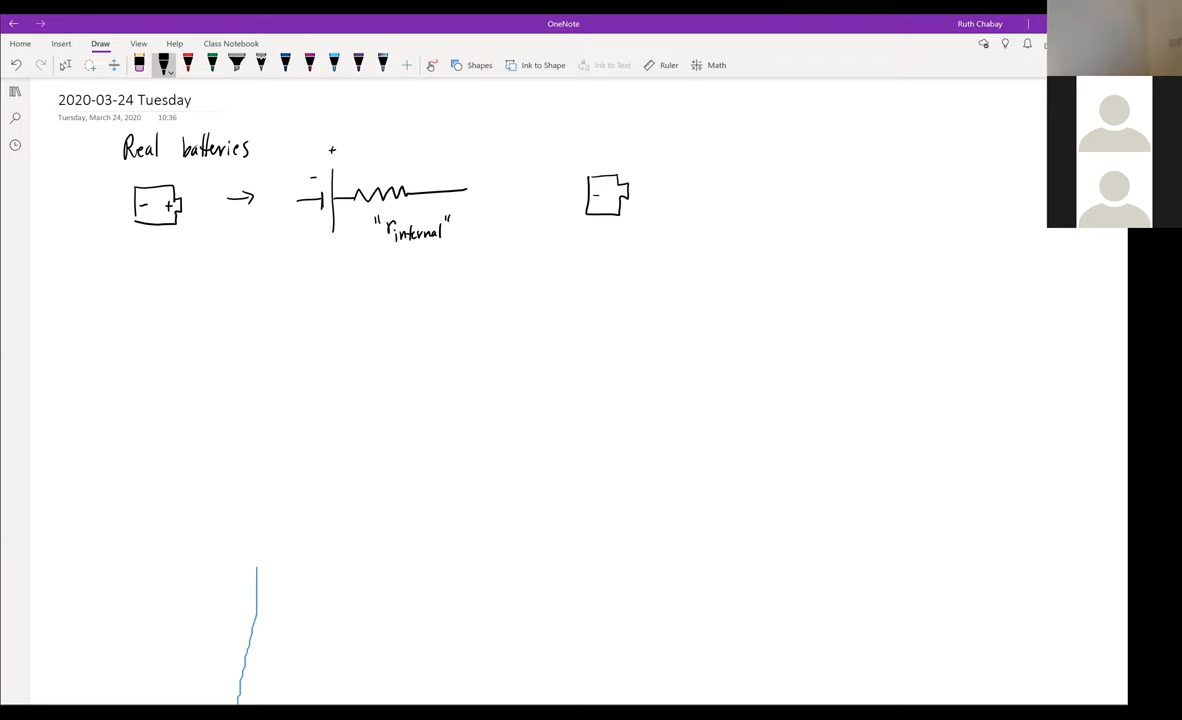 OneNote
Ruth Chabay
Home Insert Draw View Help Class Notebook
Shapes Ink to Shape Ink to Text Ruler Math
2020-03-24 Tuesday
Tuesday, March 24, 2020 10:36
Real batteries
+
-
- +
-
"rinternal"